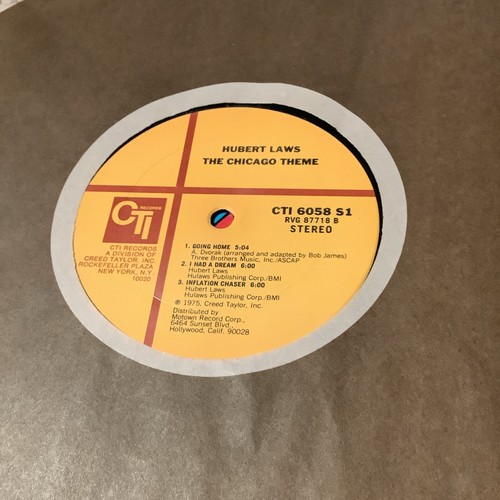 HUBERT LAWS
THE CHICAGO THEME
CTI
RECORDS
CTI RECORDS
A DIVISION OF
CREED TAYLOR, INC.
ROCKEFELLER PLAZA
NEW YORK, N.Y.
10020
CTI 6058 S1
RVG 87718 B
STEREO
1. GOING HOME 5:04
A. Dvorak (arranged and adapted by Bob James)
Three Brothers Music, Inc./ASCAP
2. I HAD A DREAM 6:00
Hubert Laws
Hulaws Publishing Corp./BMI
3. INFLATION CHASER 6:00
Hubert Laws
Hulaws Publishing Corp./BMI
℗ 1975, Creed Taylor, Inc.
Distributed by
Motown Record Corp.,
6464 Sunset Blvd.,
Hollywood, Calif. 90028